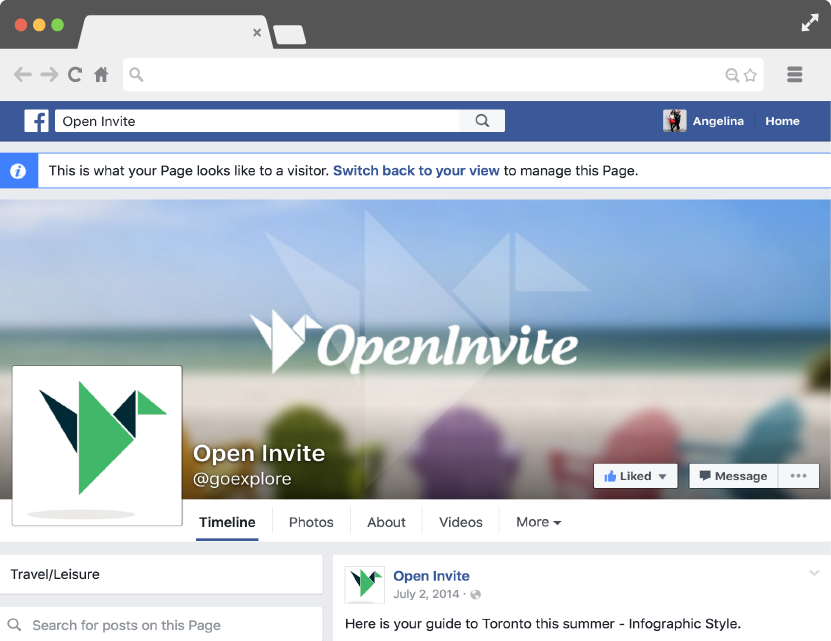 Open Invite
Angelina
Home
This is what your Page looks like to a visitor. Switch back to your view to manage this Page.
OpenInvite
Open Invite
@goexplore
Liked
Message
Timeline
Photos
About
Videos
More
Travel/Leisure
Open Invite
July 2, 2014
Search for posts on this Page
Here is your guide to Toronto this summer - Infographic Style.